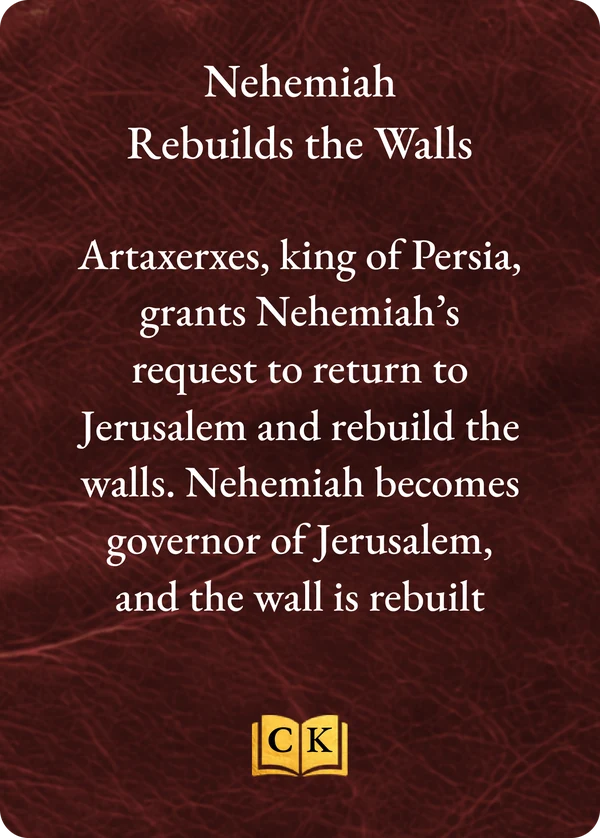 Nehemiah
Rebuilds the Walls
Artaxerxes, king of Persia,
grants Nehemiah’s
request to return to
Jerusalem and rebuild the
walls. Nehemiah becomes
governor of Jerusalem,
and the wall is rebuilt
C K